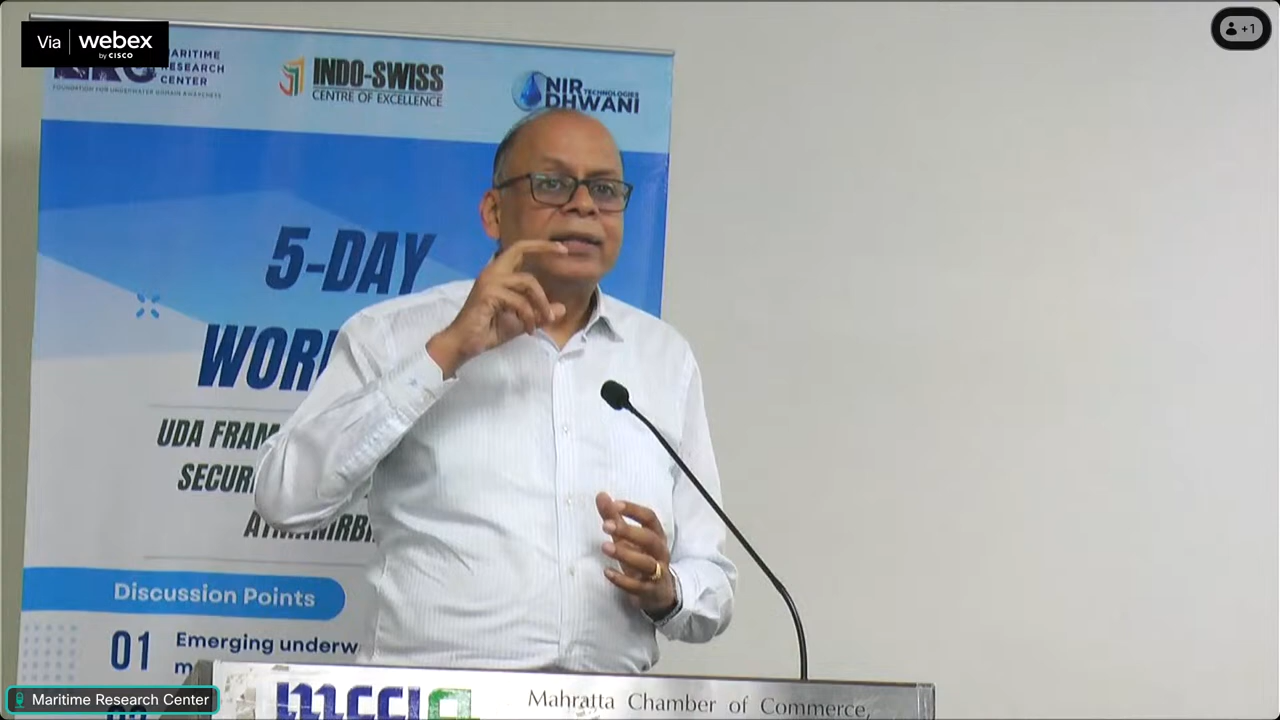 Via webex
by CISCO
+1
MARITIME
RESEARCH
CENTER
FOUNDATION FOR UNDERWATER DOMAIN AWARENESS
INDO-SWISS
CENTRE OF EXCELLENCE
NIR
TECHNOLOGIES
DHWANI
5-DAY
WOR
UDA FRAM
SECUR
ATMANIRB
Discussion Points
01 Emerging underw
m
Maritime Research Center
mccia
Mahratta Chamber of Commerce,